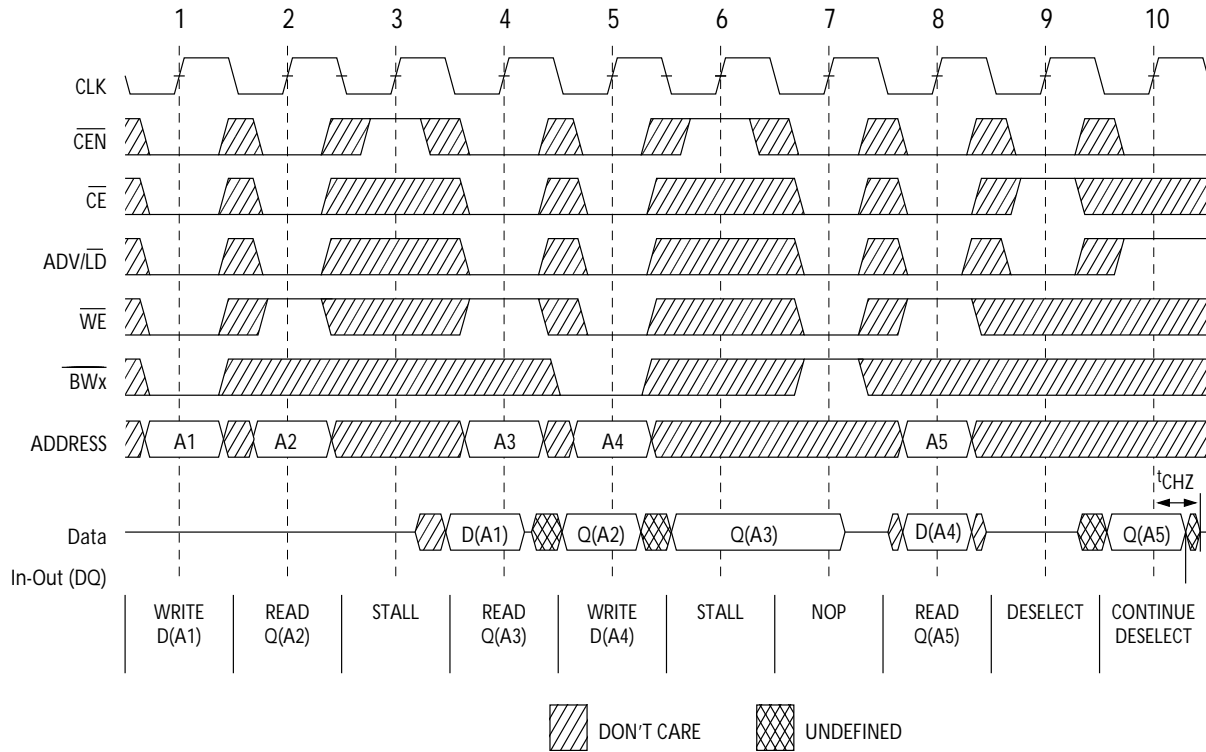 1 2 3 4 5 6 7 8 9 10
CLK
CEN
CE
ADV/LD
WE
BWx
ADDRESS A1 A2 A3 A4 A5
tCHZ
Data D(A1) Q(A2) Q(A3) D(A4) Q(A5)
In-Out (DQ)
WRITE READ STALL READ WRITE STALL NOP READ DESELECT CONTINUE
D(A1) Q(A2) Q(A3) D(A4) Q(A5) DESELECT
DON'T CARE UNDEFINED